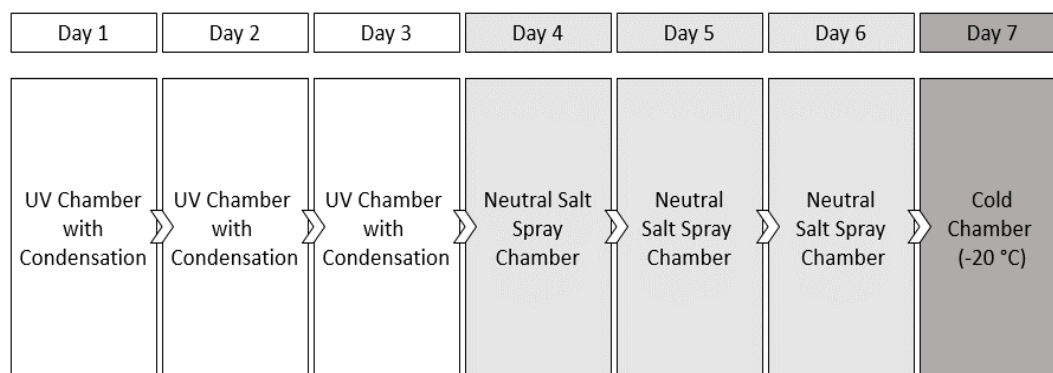 Day 1
Day 2
Day 3
Day 4
Day 5
Day 6
Day 7
UV Chamber
with
Condensation
UV Chamber
with
Condensation
UV Chamber
with
Condensation
Neutral Salt
Spray
Chamber
Neutral
Salt Spray
Chamber
Neutral
Salt Spray
Chamber
Cold
Chamber
(-20 °C)